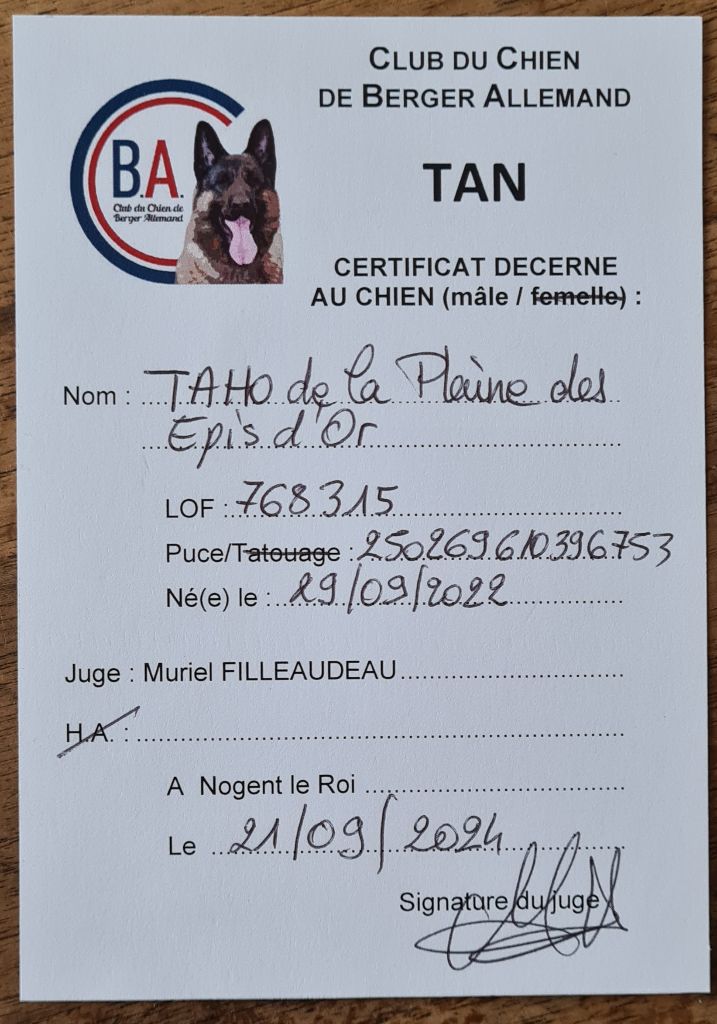 CLUB DU CHIEN
DE BERGER ALLEMAND
B.A.
Club du Chien de
Berger Allemand
TAN
CERTIFICAT DECERNE
AU CHIEN (mâle / femelle) :
Nom : TAHO de la Plaine des
Epis d'Or
LOF : 768315
Puce/Tatouage : 250269610396753
Né(e) le : 29/09/2022
Juge : Muriel FILLEAUDEAU
H.A. :
A Nogent le Roi
Le 21/09/2024
Signature du juge